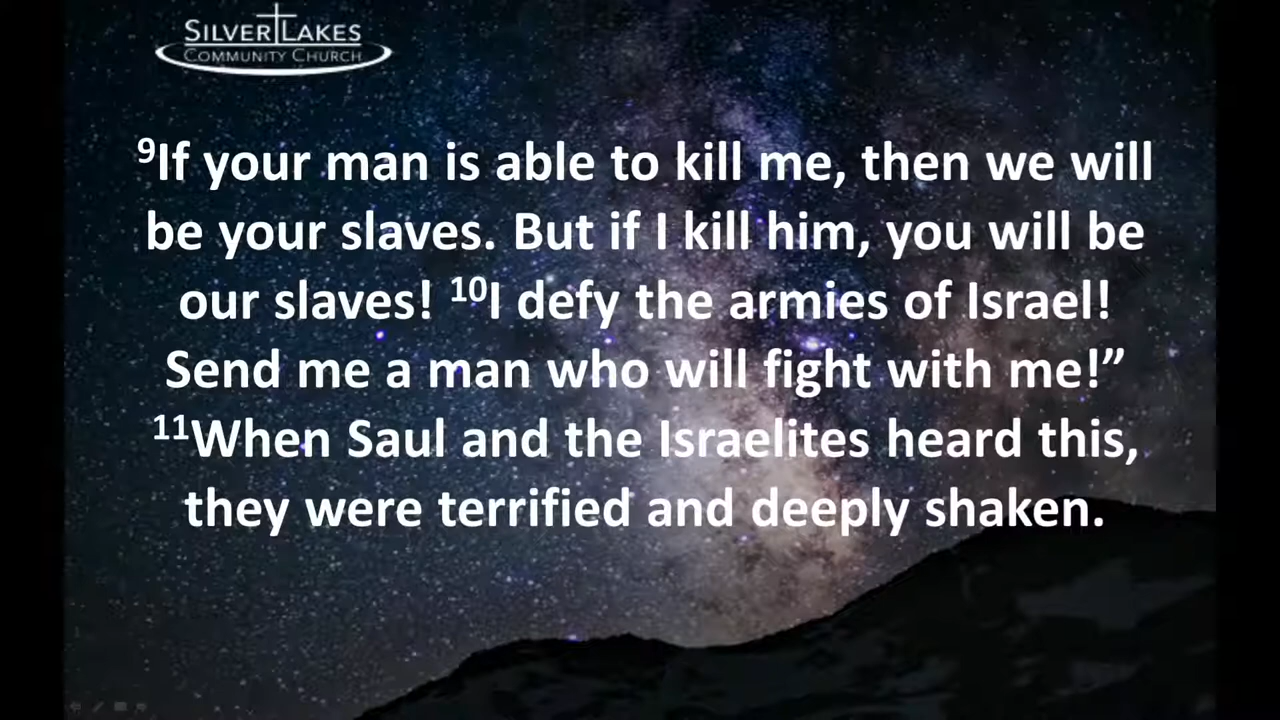 SILVER LAKES
COMMUNITY CHURCH
⁹If your man is able to kill me, then we will
be your slaves. But if I kill him, you will be
our slaves! ¹⁰I defy the armies of Israel!
Send me a man who will fight with me!”
¹¹When Saul and the Israelites heard this,
they were terrified and deeply shaken.